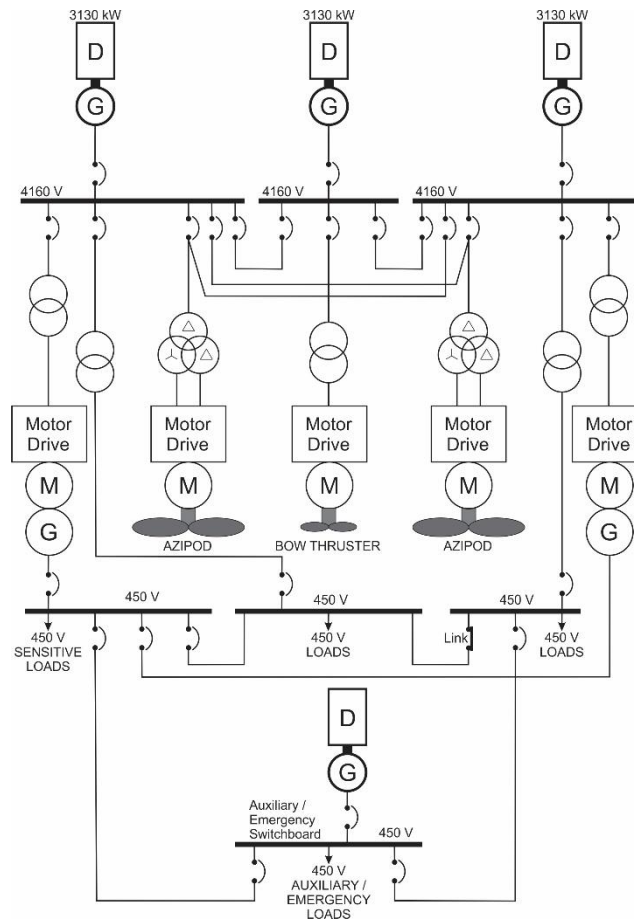 3130 kW
3130 kW
3130 kW
D
D
D
G
G
G
4160 V
4160 V
4160 V
Motor
Drive
Motor
Drive
Motor
Drive
Motor
Drive
Motor
Drive
M
M
M
M
M
G
G
AZIPOD
BOW THRUSTER
AZIPOD
450 V
450 V
450 V
450 V
SENSITIVE
LOADS
450 V
LOADS
Link
450 V
LOADS
D
G
Auxiliary /
Emergency
Switchboard
450 V
450 V
AUXILIARY /
EMERGENCY
LOADS